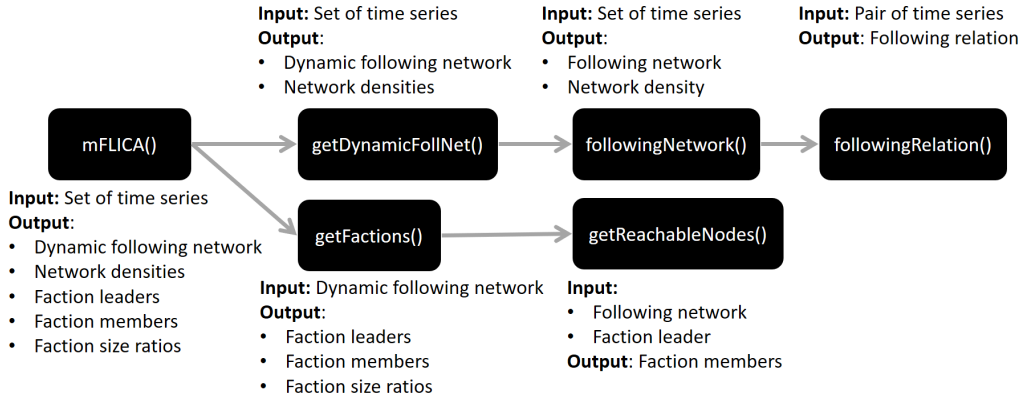 Input: Set of time series
Output:
• Dynamic following network
• Network densities
Input: Set of time series
Output:
• Following network
• Network density
Input: Pair of time series
Output: Following relation
mFLICA()
getDynamicFollNet()
followingNetwork()
followingRelation()
Input: Set of time series
Output:
• Dynamic following network
• Network densities
• Faction leaders
• Faction members
• Faction size ratios
getFactions()
getReachableNodes()
Input: Dynamic following network
Output:
• Faction leaders
• Faction members
• Faction size ratios
Input:
• Following network
• Faction leader
Output: Faction members